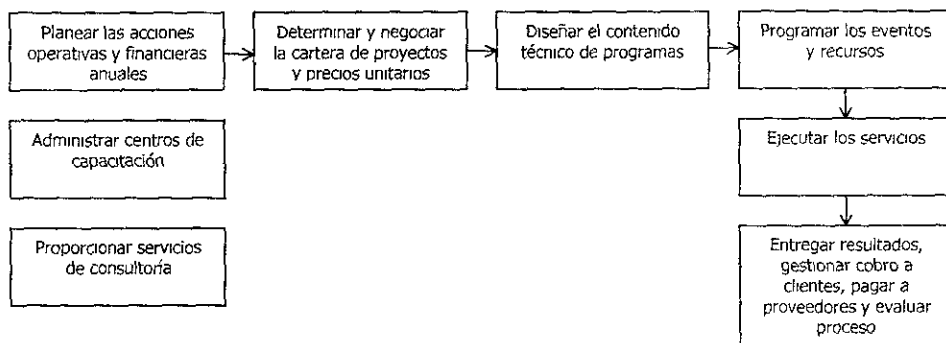 Planear las acciones
operativas y financieras
anuales
Determinar y negociar
la cartera de proyectos
y precios unitarios
Diseñar el contenido
técnico de programas
Programar los eventos
y recursos
Administrar centros de
capacitación
Ejecutar los servicios
Proporcionar servicios
de consultoría
Entregar resultados,
gestionar cobro a
clientes, pagar a
proveedores y evaluar
proceso